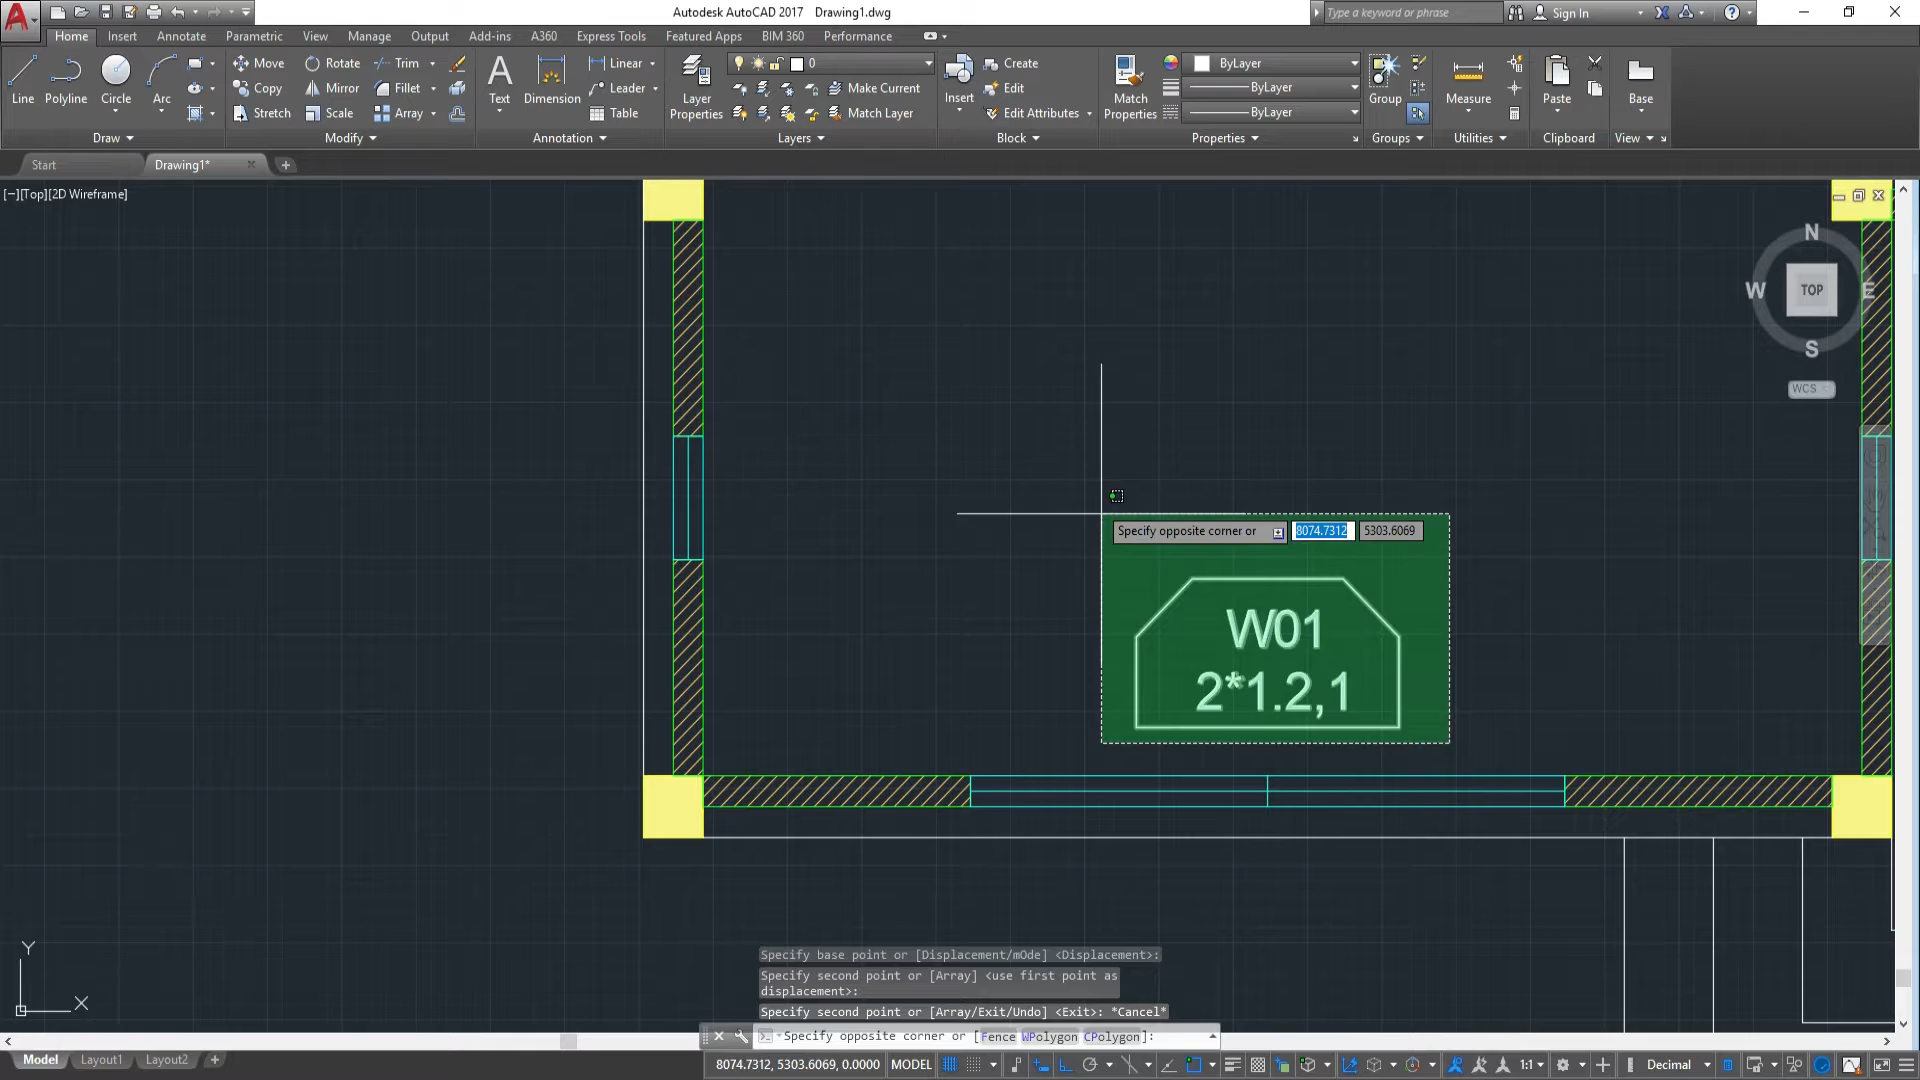 Autodesk AutoCAD 2017 Drawing1.dwg
Type a keyword or phrase
Sign In
Home Insert Annotate Parametric View Manage Output Add-ins A360 Express Tools Featured Apps BIM 360 Performance
Line
Polyline
Circle
Arc
Move
Rotate
Trim
Copy
Mirror
Fillet
Stretch
Scale
Array
Text
Dimension
Linear
Leader
Table
Layer Properties
0
Make Current
Match Layer
Insert
Create
Edit
Edit Attributes
Match Properties
ByLayer
ByLayer
ByLayer
Group
Measure
Paste
Base
Draw
Modify
Annotation
Layers
Block
Properties
Groups
Utilities
Clipboard
View
Start
Drawing1*
[−][Top][2D Wireframe]
N
W
TOP
E
S
WCS
Specify opposite corner or
8074.7312
5303.6069
W01
2*1.2,1
Y
X
Specify base point or [Displacement/mOde] <Displacement>:
Specify second point or [Array] <use first point as
displacement>:
Specify second point or [Array/Exit/Undo] <Exit>: *Cancel*
Specify opposite corner or [Fence WPolygon CPolygon]:
Model
Layout1
Layout2
8074.7312, 5303.6069, 0.0000
MODEL
1:1
Decimal